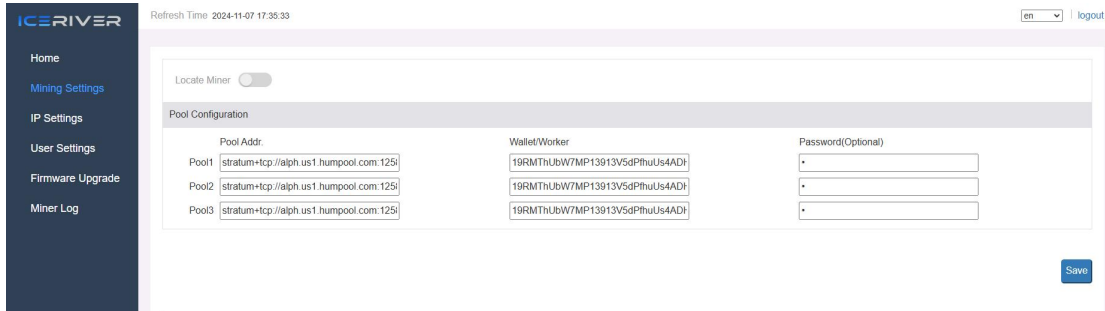 ICERIVER
Refresh Time 2024-11-07 17:35:33
en
logout
Home
Mining Settings
IP Settings
User Settings
Firmware Upgrade
Miner Log
Locate Miner
Pool Configuration
Pool Addr. Wallet/Worker Password(Optional)
Pool1 stratum+tcp://alph.us1.humpool.com:125 19RMThUbW7MP13913V5dPfhuUs4AD •
Pool2 stratum+tcp://alph.us1.humpool.com:125 19RMThUbW7MP13913V5dPfhuUs4AD •
Pool3 stratum+tcp://alph.us1.humpool.com:125 19RMThUbW7MP13913V5dPfhuUs4AD •
Save